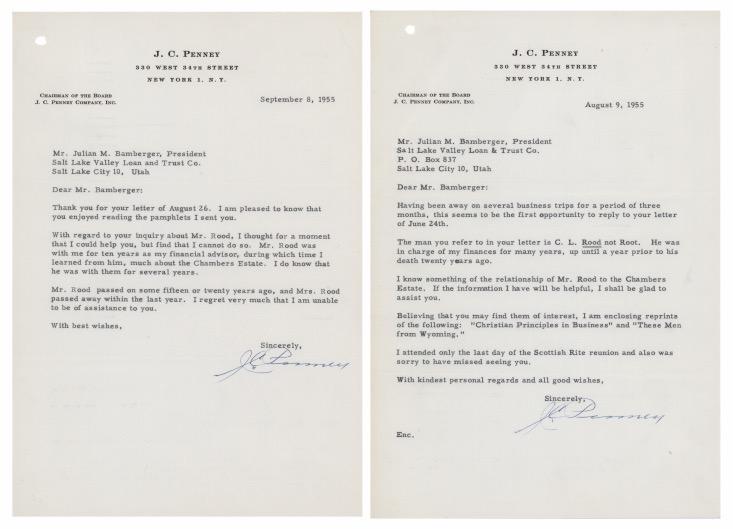 J. C. PENNEY
330 WEST 34TH STREET
NEW YORK 1, N. Y.
CHAIRMAN OF THE BOARD
J. C. PENNEY COMPANY, INC.
September 8, 1955
Mr. Julian M. Bamberger, President
Salt Lake Valley Loan and Trust Co.
Salt Lake City 10, Utah
Dear Mr. Bamberger:
Thank you for your letter of August 26. I am pleased to know that
you enjoyed reading the pamphlets I sent you.
With regard to your inquiry about Mr. Rood, I thought for a moment
that I could help you, but find that I cannot do so. Mr. Rood was
with me for ten years as my financial advisor, during which time I
learned from him, much about the Chambers Estate. I do know that
he was with them for several years.
Mr. Rood passed on some fifteen or twenty years ago, and Mrs. Rood
passed away within the last year. I regret very much that I am unable
to be of assistance to you.
With best wishes,
Sincerely,
J. C. Penney
J. C. PENNEY
330 WEST 34TH STREET
NEW YORK 1, N. Y.
CHAIRMAN OF THE BOARD
J. C. PENNEY COMPANY, INC.
August 9, 1955
Mr. Julian M. Bamberger, President
Salt Lake Valley Loan & Trust Co.
P. O. Box 837
Salt Lake City 10, Utah
Dear Mr. Bamberger:
Having been away on several business trips for a period of three
months, this seems to be the first opportunity to reply to your letter
of June 24th.
The man you refer to in your letter is C. L. Rood not Root. He was
in charge of my finances for many years, up until a year prior to his
death twenty years ago.
I know something of the relationship of Mr. Rood to the Chambers
Estate. If the information I have will be helpful, I shall be glad to
assist you.
Believing that you may find them of interest, I am enclosing reprints
of the following: "Christian Principles in Business" and "These Men
from Wyoming."
I attended only the last day of the Scottish Rite reunion and also was
sorry to have missed seeing you.
With kindest personal regards and all good wishes,
Sincerely,
J. C. Penney
Enc.